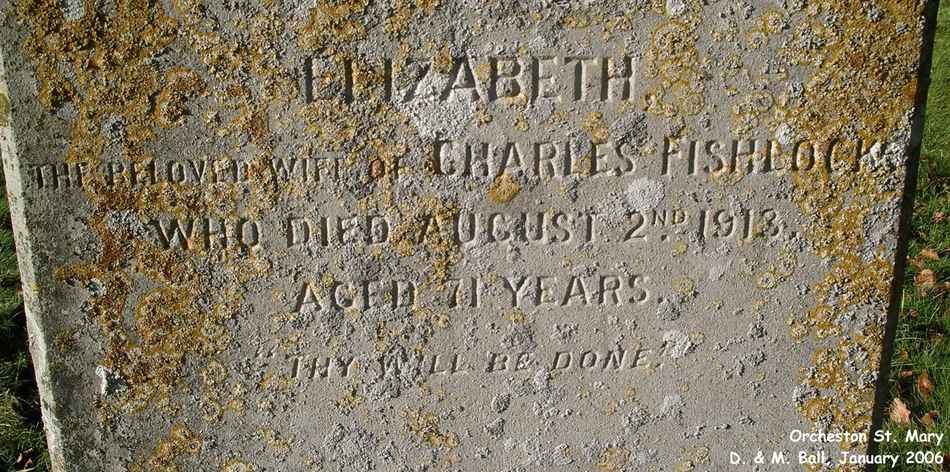 ELIZABETH
THE BELOVED WIFE OF CHARLES FISHLOCK
WHO DIED AUGUST 2ND 1913.
AGED 71 YEARS.
"THY WILL BE DONE."
Orcheston St. Mary
D. & M. Ball, January 2006